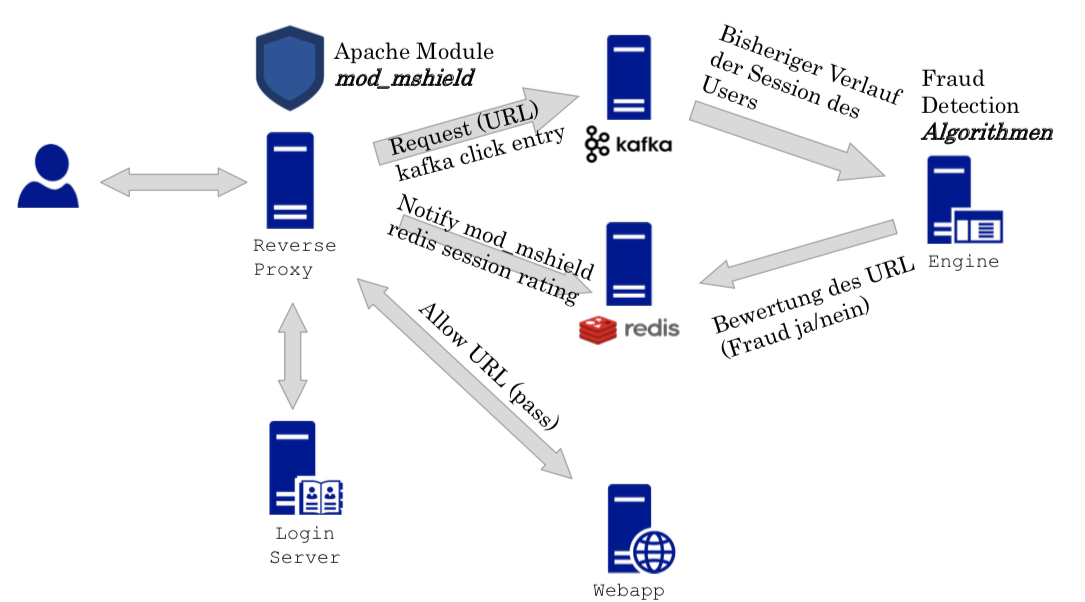 Apache Module
mod_mshield
Request (URL)
kafka click entry
kafka
Bisheriger Verlauf
der Session des
Users
Fraud
Detection
Algorithmen
Reverse
Proxy
Notify mod_mshield
redis session rating
redis
Engine
Bewertung des URL
(Fraud ja/nein)
Allow URL (pass)
Login
Server
Webapp